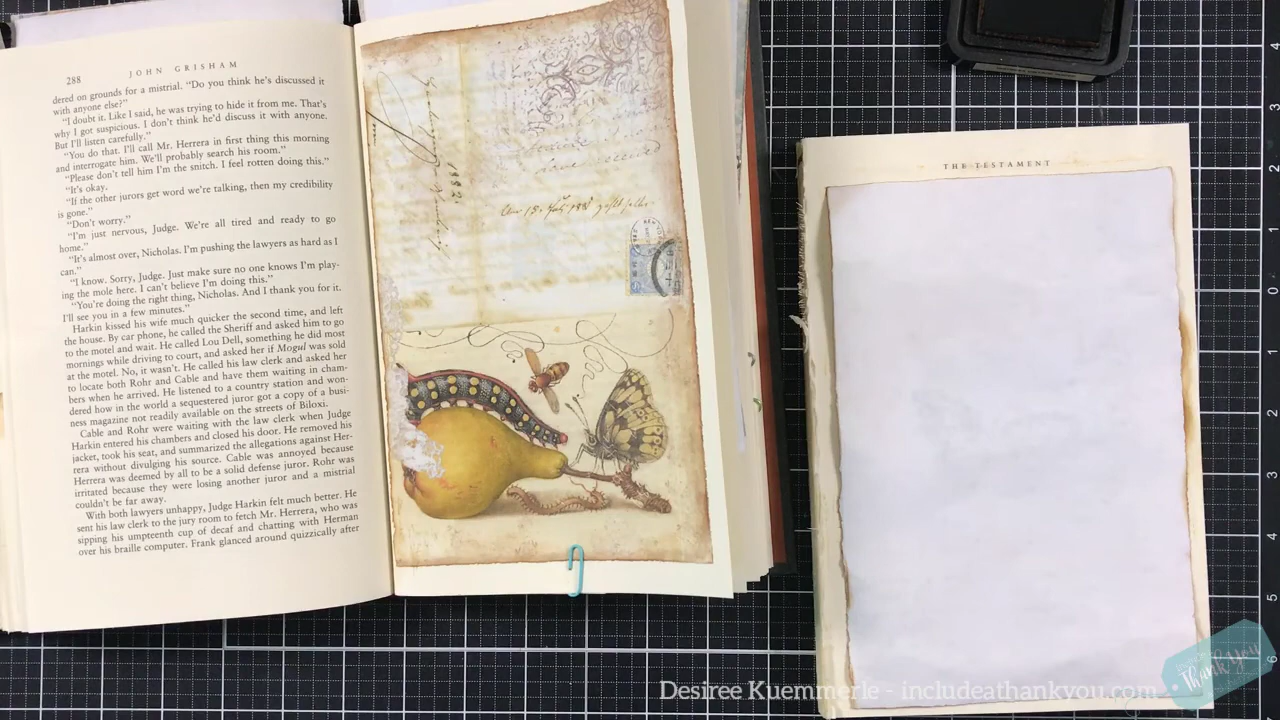 288
JOHN GRISHAM
dered on grounds for a mistrial. “Do you think he's discussed it
with anyone else?”
“I doubt it. Like I said, he was trying to hide it from me. That's
why I got suspicious. I don't think he'd discuss it with anyone.
But I'll listen carefully.”
“You do that. I'll call Mr. Herrera in first thing this morning
and interrogate him. We'll probably search his room.”
“Please don't tell him I'm the snitch. I feel rotten doing this.”
“It's okay.
“If the other jurors get word we're talking, then my credibility
is gone.”
“Don't worry.”
“I'm just nervous, Judge. We're all tired and ready to go
home.”
“It's almost over, Nicholas. I'm pushing the lawyers as hard as I
can.”
know. Sorry, Judge. Just make sure no one knows I'm play-
ing the mole here. I can't believe I'm doing this.”
“You're doing the right thing, Nicholas. And I thank you for it.
I'll see you in a few minutes.”
Harkin kissed his wife much quicker the second time, and left
the house. By car phone, he called the Sheriff and asked him to go
to the motel and wait. He called Lou Dell, something he did most
mornings while driving to court, and asked her if Mogul was sold
at the motel. No, it wasn't. He called his law clerk and asked her
to locate both Rohr and Cable and have them waiting in cham-
bers when he arrived. He listened to a country station and won-
dered how in the world a sequestered juror got a copy of a busi-
ness magazine not readily available on the streets of Biloxi.
Cable and Rohr were waiting with the law clerk when Judge
Harkin entered his chambers and closed his door. He removed his
jacket, took his seat, and summarized the allegations against Her-
rera without divulging his source. Cable was annoyed because
Herrera was deemed by all to be a solid defense juror. Rohr was
irritated because they were losing another juror and a mistrial
couldn't be far away.
With both lawyers unhappy, Judge Harkin felt much better. He
sent his law clerk to the jury room to fetch Mr. Herrera, who was
sipping his umpteenth cup of decaf and chatting with Herman
over his braille computer. Frank glanced around quizzically after
THE TESTAMENT
4
3
2
1
0
1
2
3
4
5
6
Thank You
Desiree Kuemmerle - includeathankyou.com